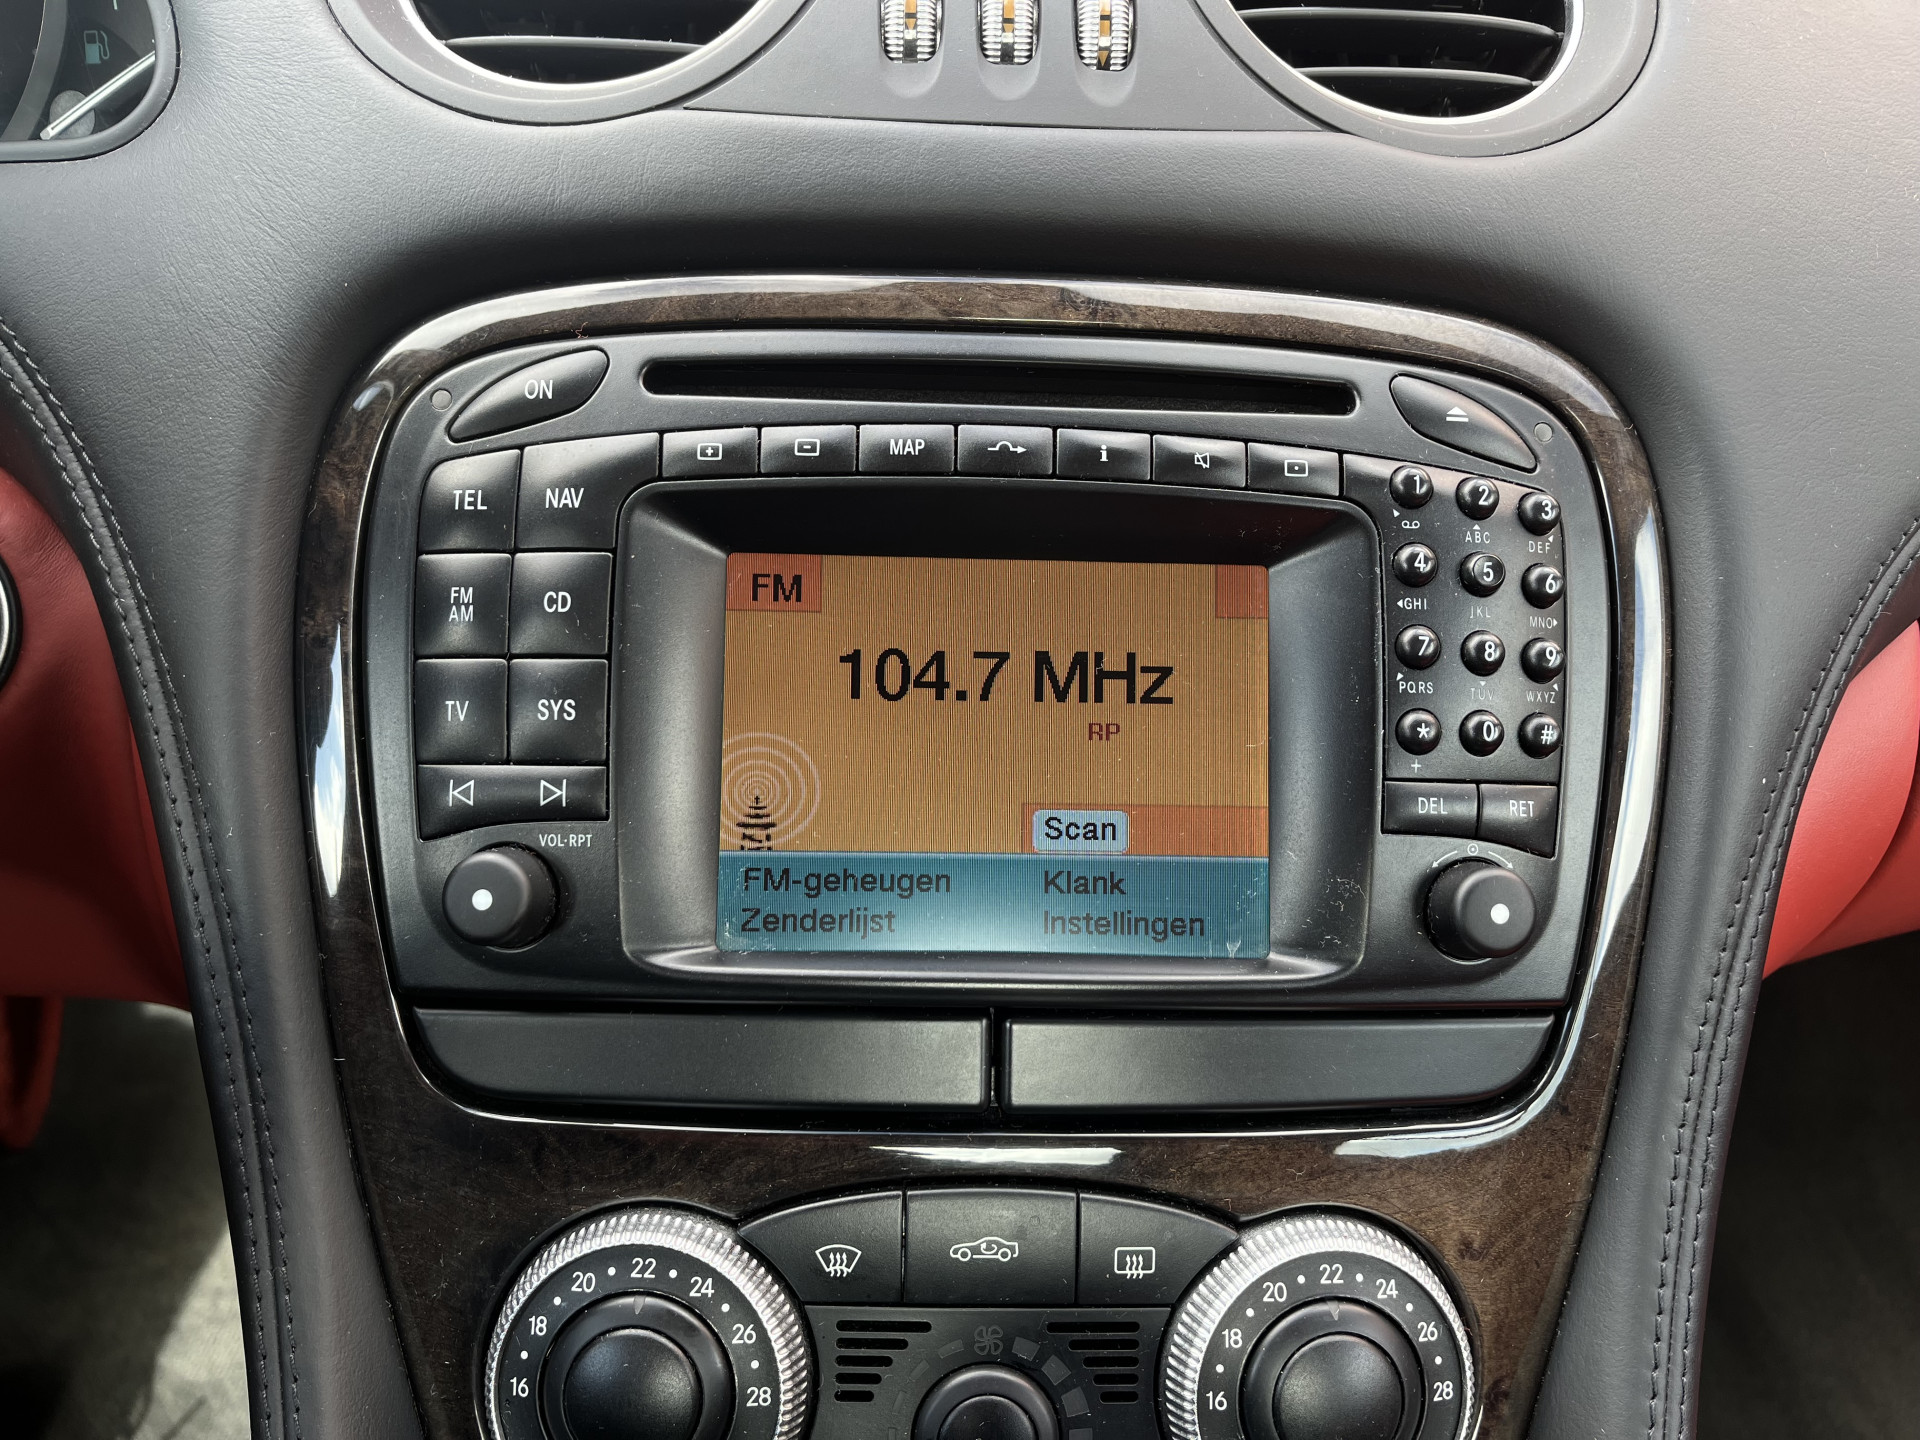 ON
MAP
i
TEL
NAV
FM
AM
CD
TV
SYS
VOL·RPT
1
2
3
ABC
DEF
4
5
6
GHI
JKL
MNO
7
8
9
PQRS
TUV
WXYZ
*
0
#
+
DEL
RET
FM
104.7 MHz
RP
Scan
FM-geheugen
Klank
Zenderlijst
Instellingen
16
18
20
22
24
26
28
16
18
20
22
24
26
28